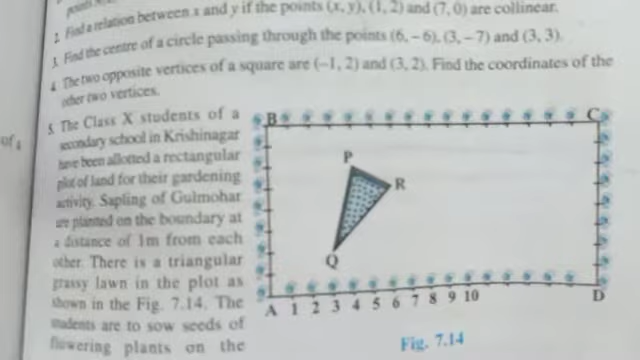 2. Find a relation between x and y if the points (x, y), (1, 2) and (7, 0) are collinear.
3. Find the centre of a circle passing through the points (6, – 6), (3, – 7) and (3, 3).
4. The two opposite vertices of a square are (–1, 2) and (3, 2). Find the coordinates of the
other two vertices.
5. The Class X students of a
secondary school in Krishinagar
have been allotted a rectangular
plot of land for their gardening
activity. Sapling of Gulmohar
are planted on the boundary at
a distance of 1m from each
other. There is a triangular
grassy lawn in the plot as
shown in the Fig. 7.14. The
students are to sow seeds of
flowering plants on the
B C
P
R
Q
A 1 2 3 4 5 6 7 8 9 10 D
Fig. 7.14